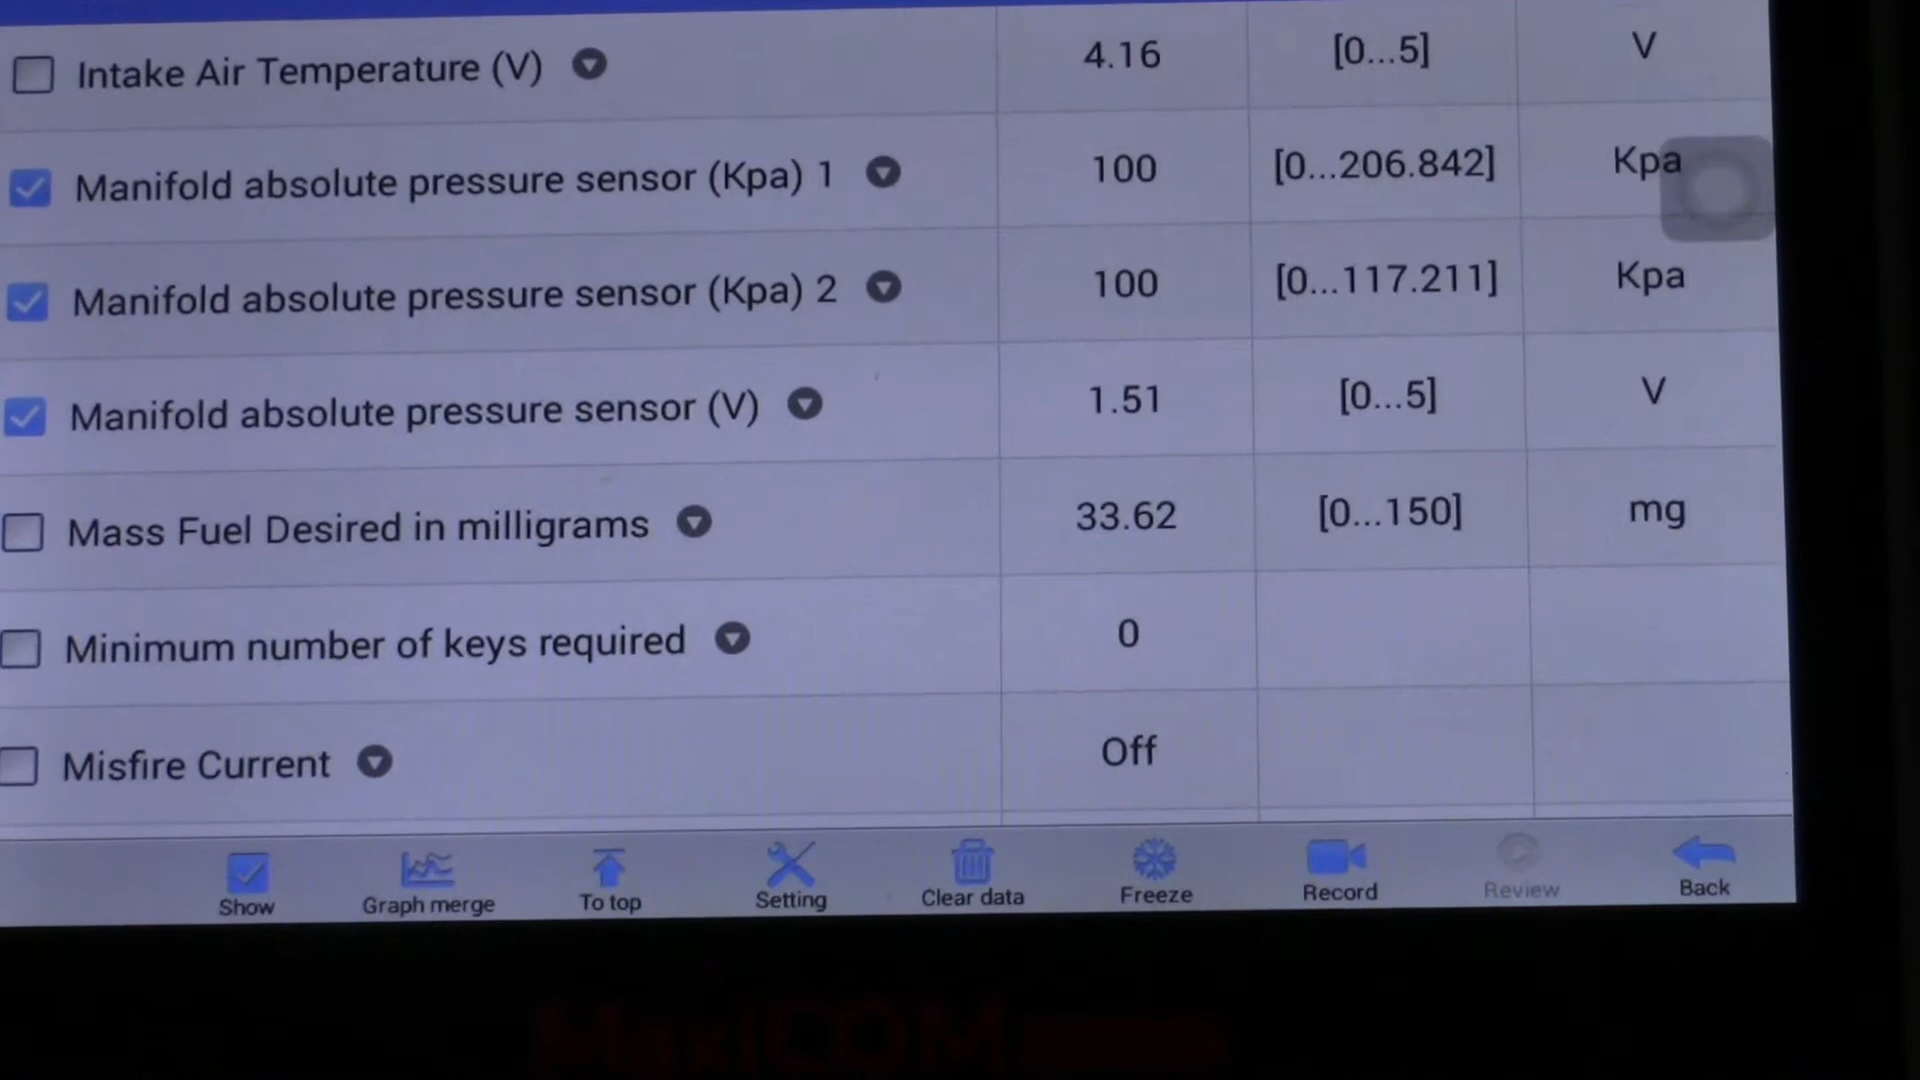 Intake Air Temperature (V) 4.16 [0...5] V
Manifold absolute pressure sensor (Kpa) 1 100 [0...206.842] Kpa
Manifold absolute pressure sensor (Kpa) 2 100 [0...117.211] Kpa
Manifold absolute pressure sensor (V) 1.51 [0...5] V
Mass Fuel Desired in milligrams 33.62 [0...150] mg
Minimum number of keys required 0
Misfire Current Off
Show Graph merge To top Setting Clear data Freeze Record Review Back
MaxiCOM